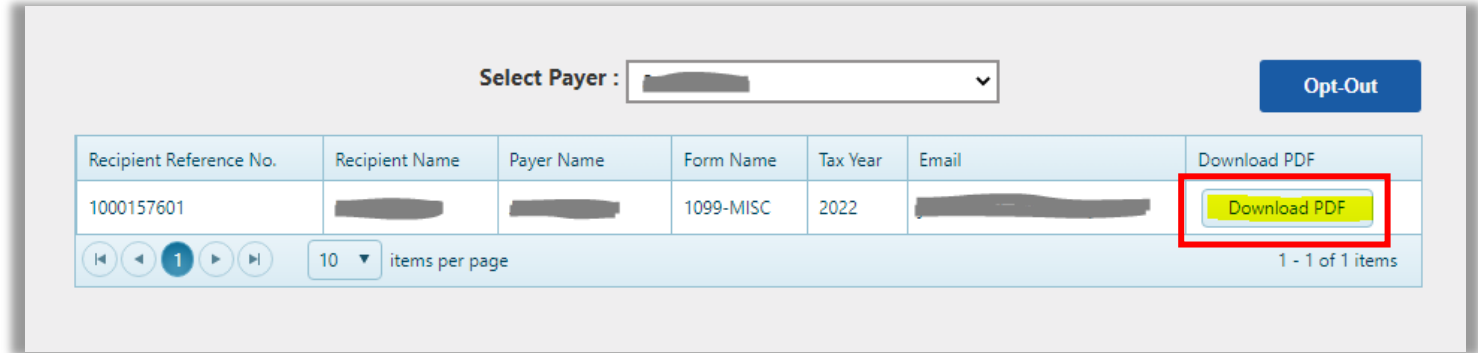 Select Payer :
Opt-Out
Recipient Reference No. Recipient Name Payer Name Form Name Tax Year Email Download PDF
1000157601 1099-MISC 2022 Download PDF
1 10 items per page 1 - 1 of 1 items